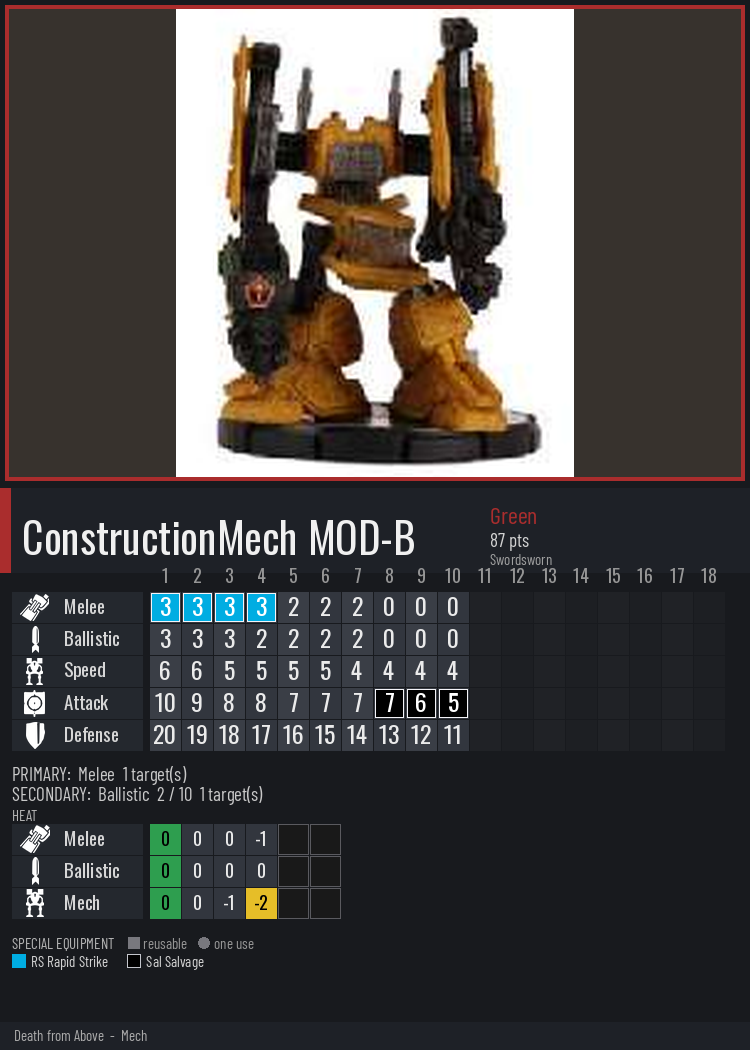 ConstructionMech MOD-B
Green
87 pts
Swordsworn
1 2 3 4 5 6 7 8 9 10 11 12 13 14 15 16 17 18
Melee 3 3 3 3 2 2 2 0 0 0
Ballistic 3 3 3 2 2 2 2 0 0 0
Speed 6 6 5 5 5 5 4 4 4 4
Attack 10 9 8 8 7 7 7 7 6 5
Defense 20 19 18 17 16 15 14 13 12 11
PRIMARY: Melee 1 target(s)
SECONDARY: Ballistic 2 / 10 1 target(s)
HEAT
Melee 0 0 0 -1
Ballistic 0 0 0 0
Mech 0 0 -1 -2
SPECIAL EQUIPMENT reusable one use
RS Rapid Strike Sal Salvage
Death from Above - Mech